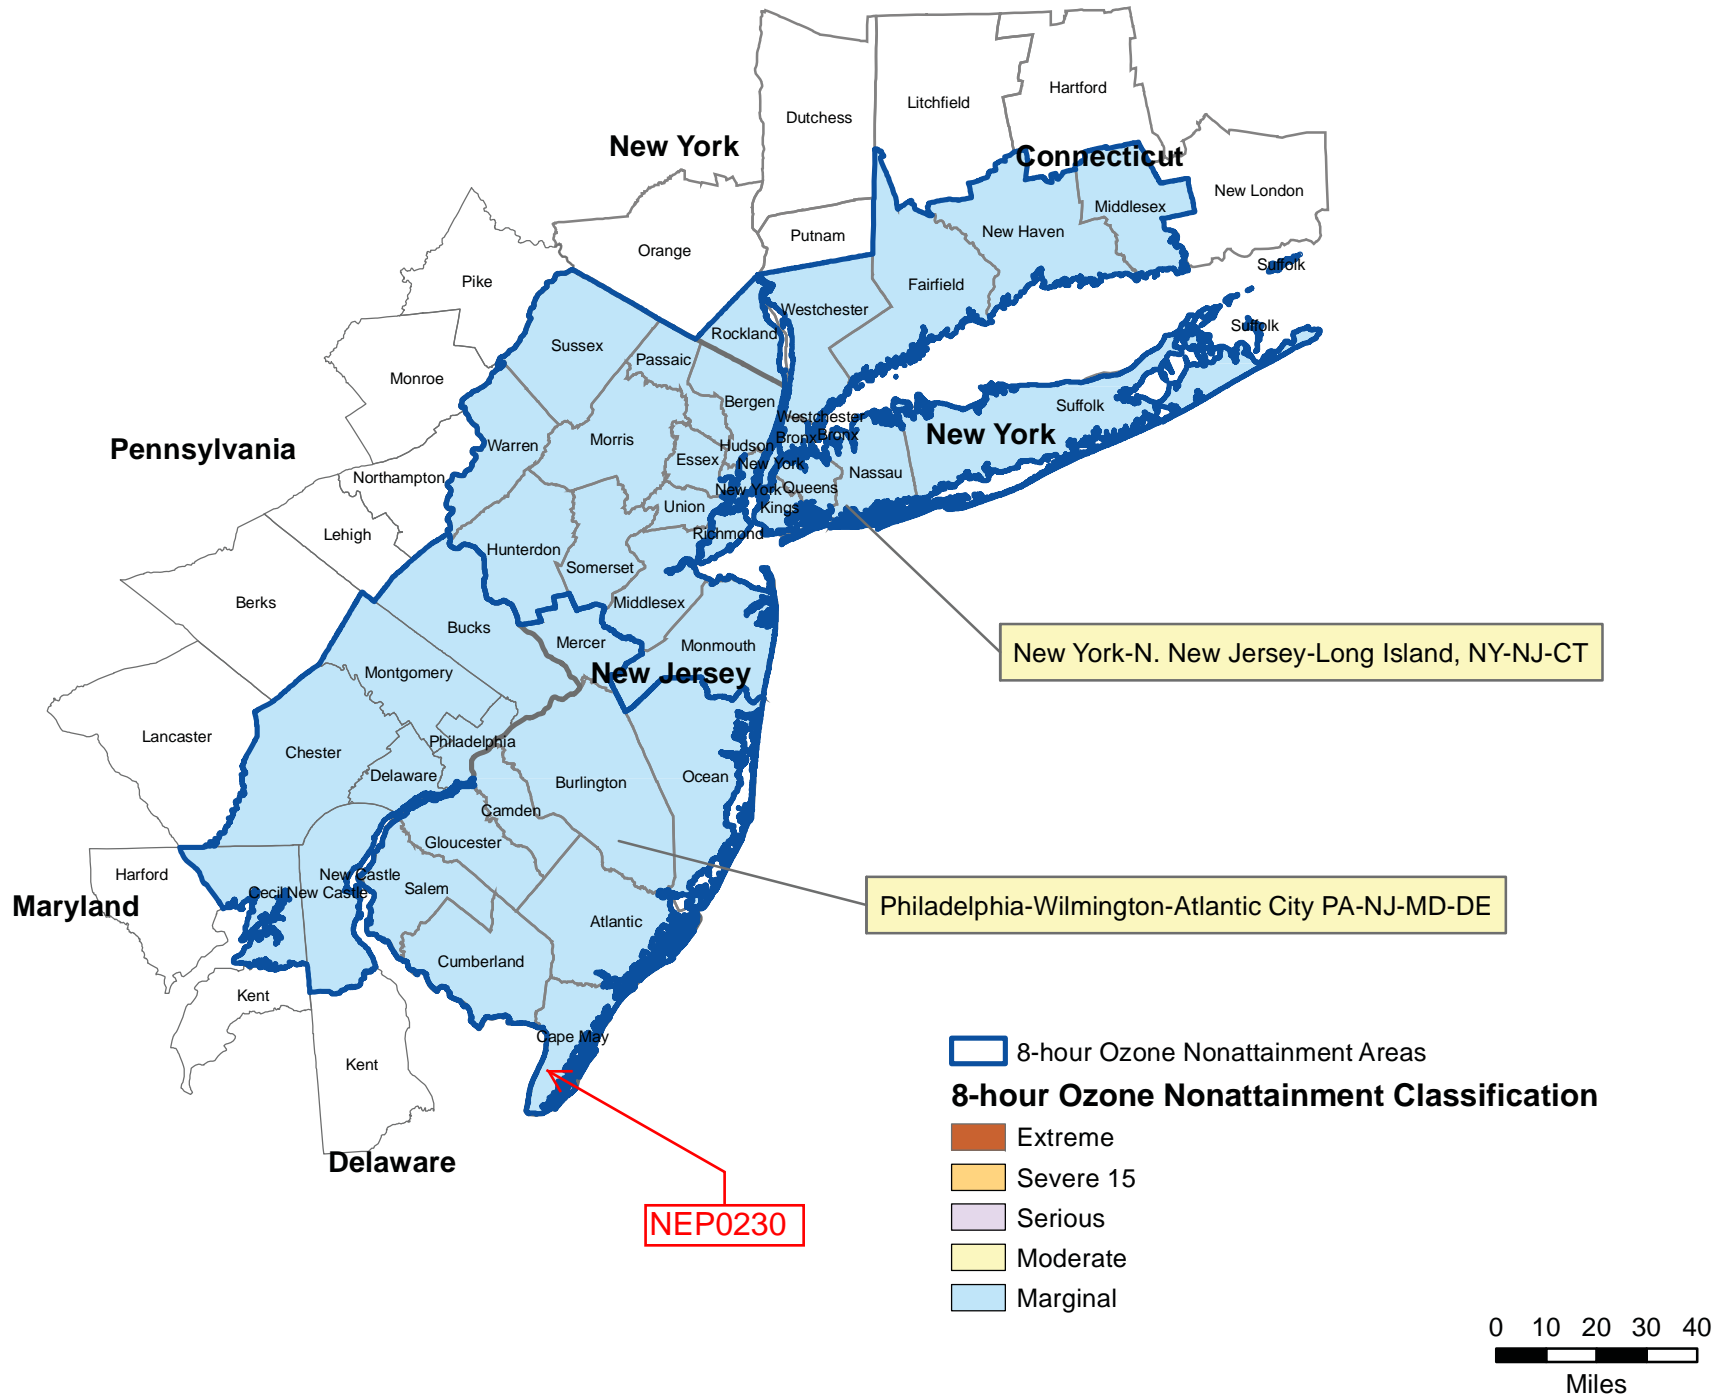 Hartford
Litchfield
Dutchess
New York
Connecticut
New London
Middlesex
New Haven
Putnam
Orange
Suffolk
Pike
Fairfield
Westchester
Suffolk
Rockland
Sussex
Passaic
Monroe
Bergen
Suffolk
Westchester
New York
Bronx
Bronx
Morris
Hudson
Warren
Pennsylvania
Essex
New York
Nassau
Northampton
New York
Queens
Union
Kings
Lehigh
Richmond
Hunterdon
Somerset
Berks
Middlesex
Bucks
Mercer
Monmouth
New York-N. New Jersey-Long Island, NY-NJ-CT
Montgomery
New Jersey
Lancaster
Philadelphia
Chester
Delaware
Burlington
Ocean
Camden
Gloucester
Harford
New Castle
Salem
Cecil
New Castle
Maryland
Philadelphia-Wilmington-Atlantic City PA-NJ-MD-DE
Atlantic
Cumberland
Kent
Cape May
Kent
Delaware
NEP0230
8-hour Ozone Nonattainment Areas
8-hour Ozone Nonattainment Classification
Extreme
Severe 15
Serious
Moderate
Marginal
0 10 20 30 40
Miles